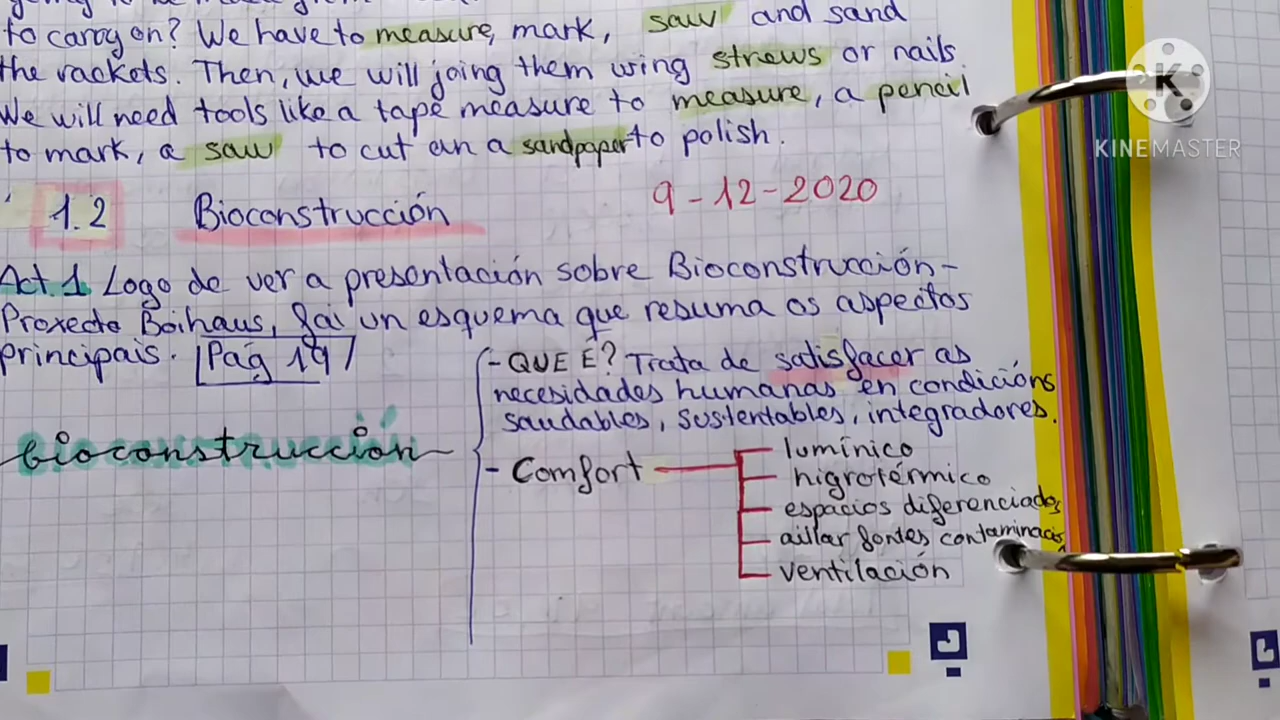 to carry on? We have to measure, mark, saw and sand
the rackets. Then, we will joing them using strews or nails.
We will need tools like a tape measure to measure, a pencil
to mark, a saw to cut an a sandpaper to polish.
1.2 Bioconstrucción 9-12-2020
Act. 1 Logo de ver a presentación sobre Bioconstrucción-
Proxecto Boihaus, fai un esquema que resuma os aspectos
principais. Pág 19
- QUE É? Trata de satisfacer as
necesidades humanas en condicións
saudables, sustentables, integradores.
bioconstrucción
- Comfort
lumínico
higrotérmico
espacios diferenciados
aillar fontes contaminació
ventilación
K
KINEMASTER